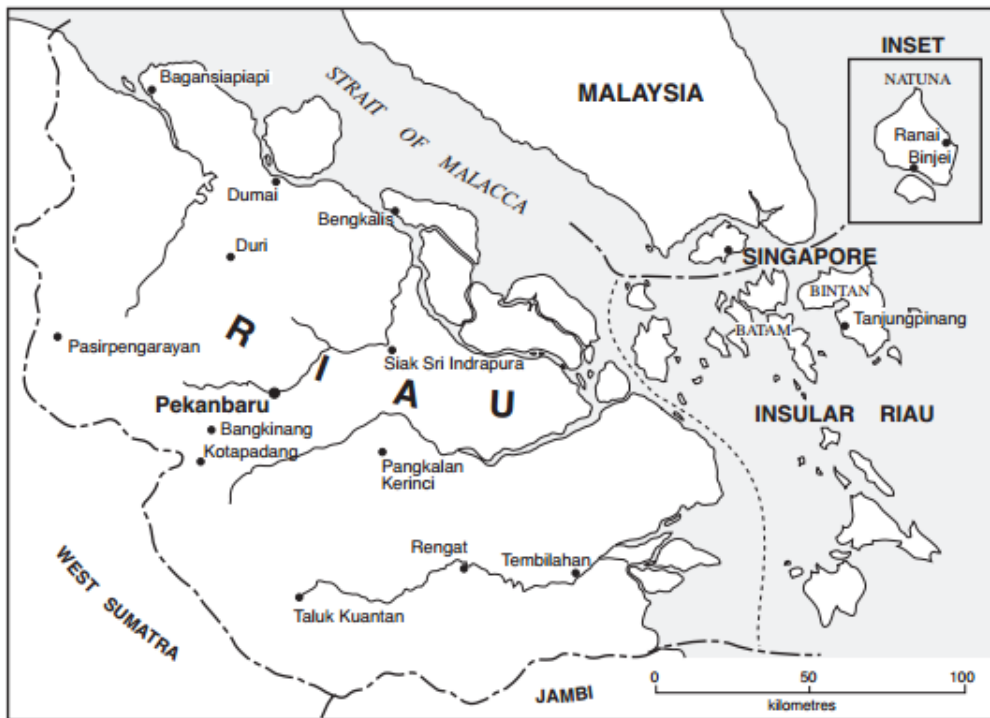 INSET
NATUNA
Ranai
Binjei
MALAYSIA
STRAIT OF MALACCA
Bagansiapiapi
Dumai
Bengkalis
Duri
SINGAPORE
BINTAN
Tanjungpinang
BATAM
Pasirpengarayan
RIAU
Siak Sri Indrapura
Pekanbaru
Bangkinang
Kotapadang
INSULAR RIAU
Pangkalan
Kerinci
Rengat
Tembilahan
Taluk Kuantan
WEST SUMATRA
JAMBI
0 50 100
kilometres